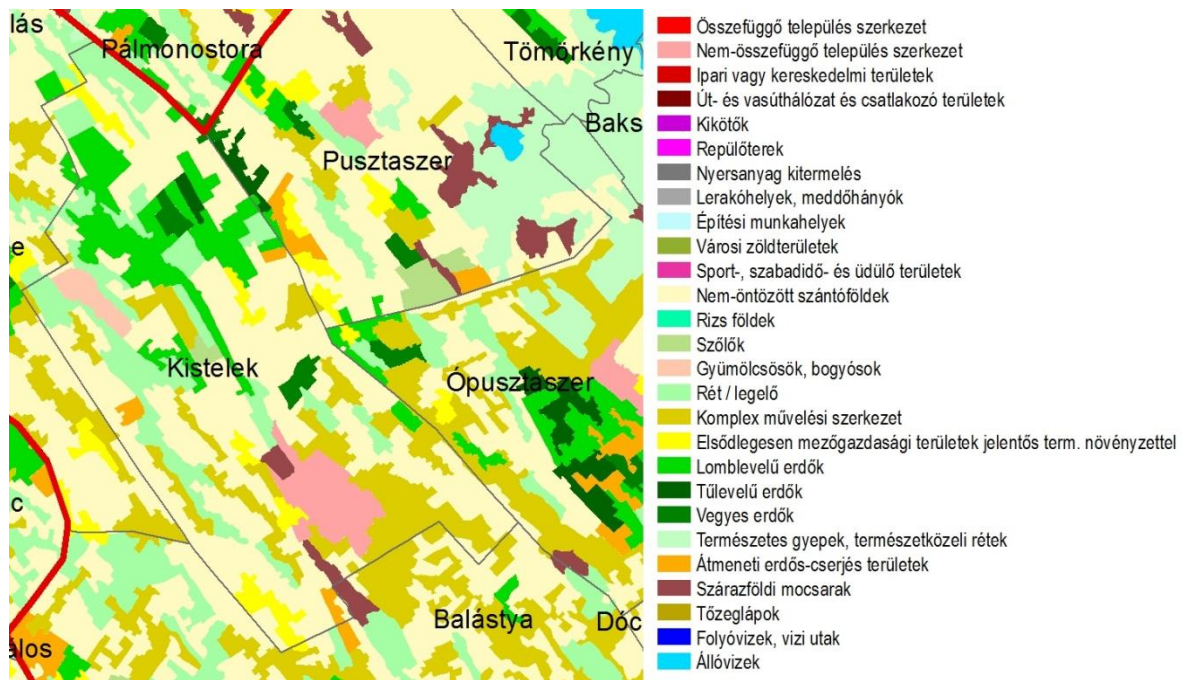 lás
Pálmonostora
Tömörkény
Baks
Pusztaszer
e
Kistelek
Ópusztaszer
c
Balástya
Dóc
álos
Összefüggő település szerkezet
Nem-összefüggő település szerkezet
Ipari vagy kereskedelmi területek
Út- és vasúthálózat és csatlakozó területek
Kikötők
Repülőterek
Nyersanyag kitermelés
Lerakóhelyek, meddőhányók
Építési munkahelyek
Városi zöldterületek
Sport-, szabadidő- és üdülő területek
Nem-öntözött szántóföldek
Rizs földek
Szőlők
Gyümölcsösök, bogyósok
Rét / legelő
Komplex művelési szerkezet
Elsődlegesen mezőgazdasági területek jelentős term. növényzettel
Lomblevelű erdők
Tűlevelű erdők
Vegyes erdők
Természetes gyepek, természetközeli rétek
Átmeneti erdős-cserjés területek
Szárazföldi mocsarak
Tőzeglápok
Folyóvizek, vizi utak
Állóvizek